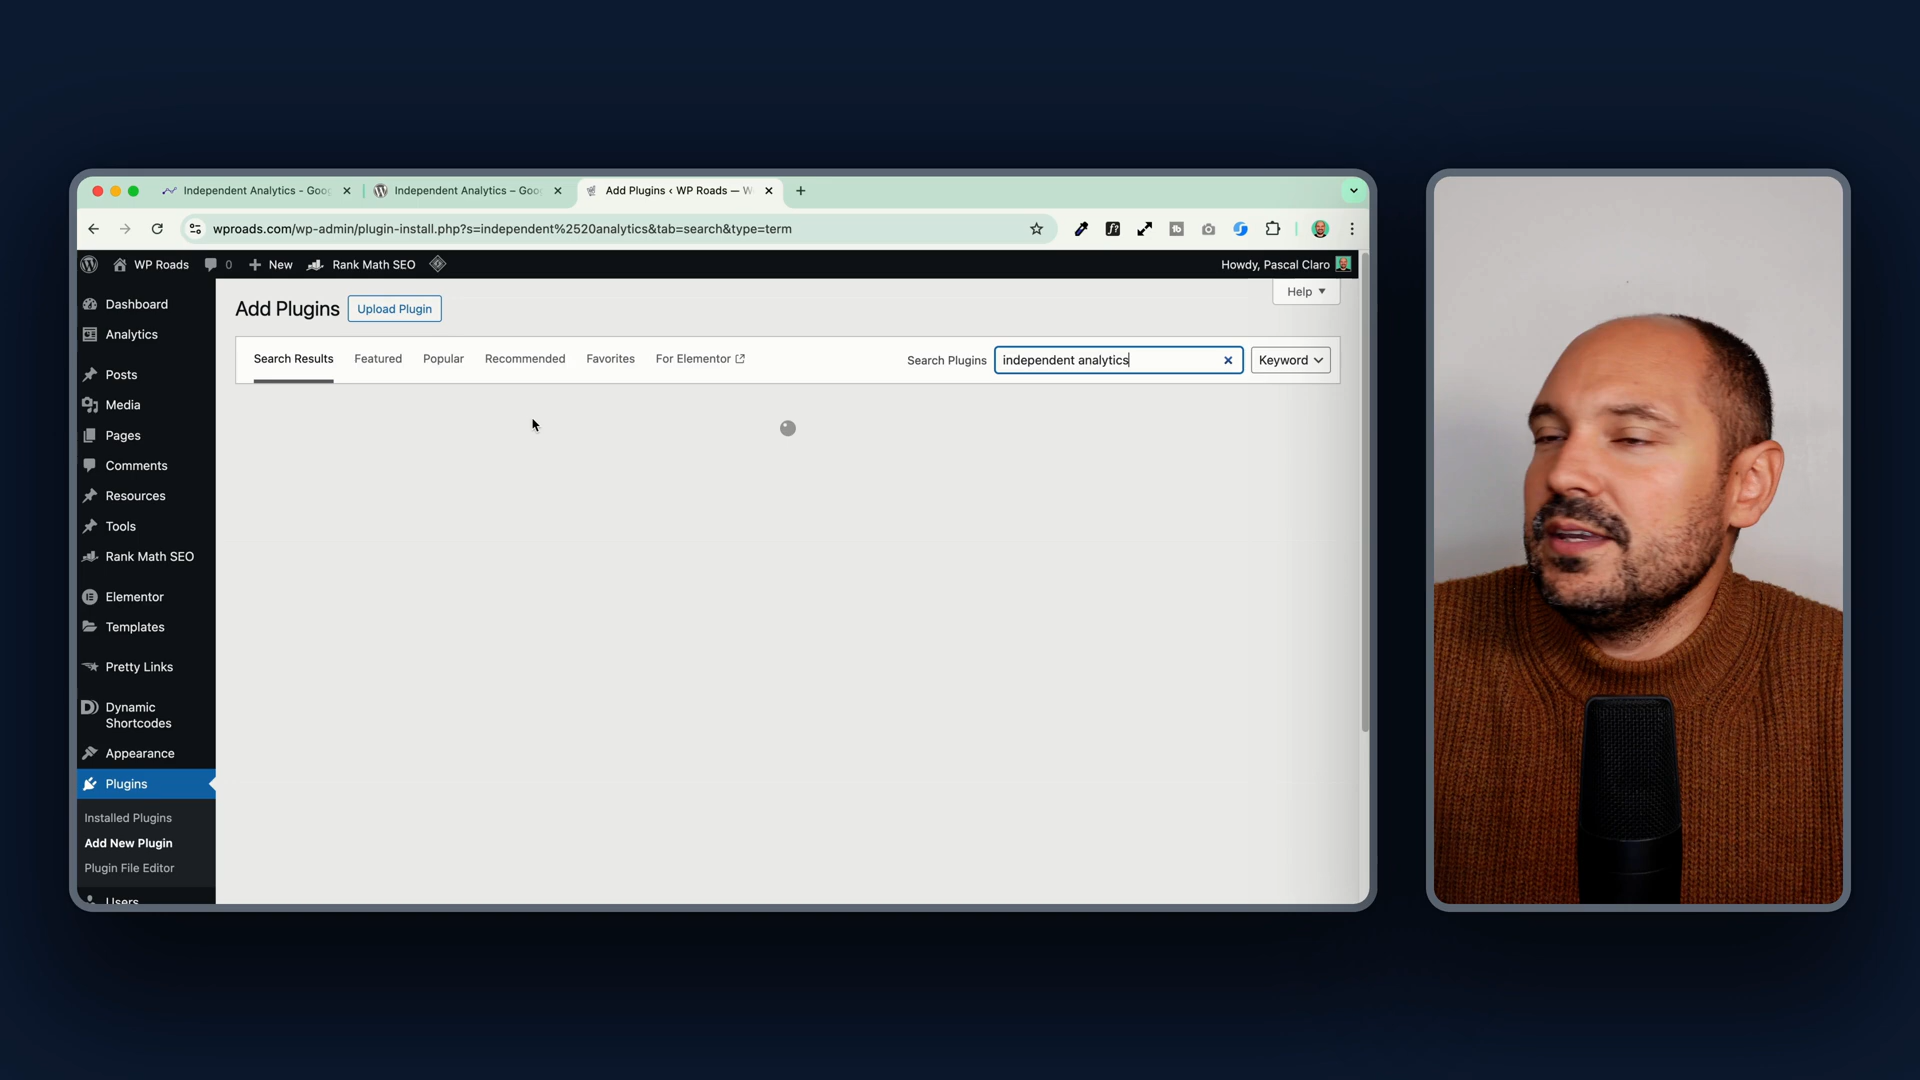 Independent Analytics - Goog
Independent Analytics – Goog
Add Plugins ‹ WP Roads — W
wproads.com/wp-admin/plugin-install.php?s=independent%2520analytics&tab=search&type=term
WP Roads
0
New
Rank Math SEO
Howdy, Pascal Claro
Dashboard
Analytics
Posts
Media
Pages
Comments
Resources
Tools
Rank Math SEO
Elementor
Templates
Pretty Links
Dynamic
Shortcodes
Appearance
Plugins
Installed Plugins
Add New Plugin
Plugin File Editor
Users
Add Plugins
Upload Plugin
Help
Search Results
Featured
Popular
Recommended
Favorites
For Elementor
Search Plugins
independent analytics
Keyword